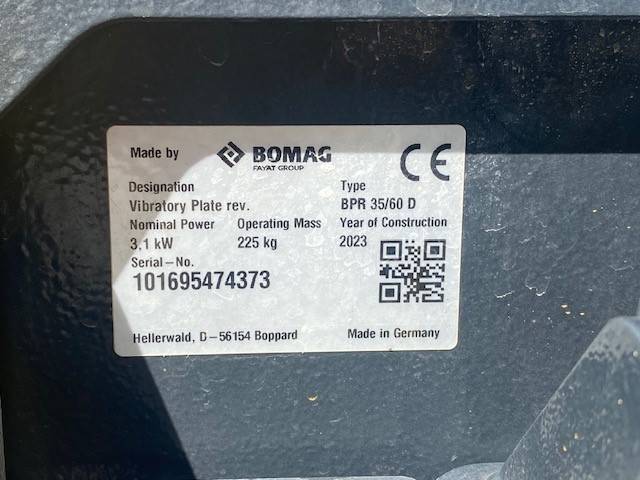 Made by BOMAG CE
FAYAT GROUP
Designation Type
Vibratory Plate rev. BPR 35/60 D
Nominal Power Operating Mass Year of Construction
3,1 kW 225 kg 2023
Serial-No.
101695474373
Hellerwald, D-56154 Boppard Made in Germany